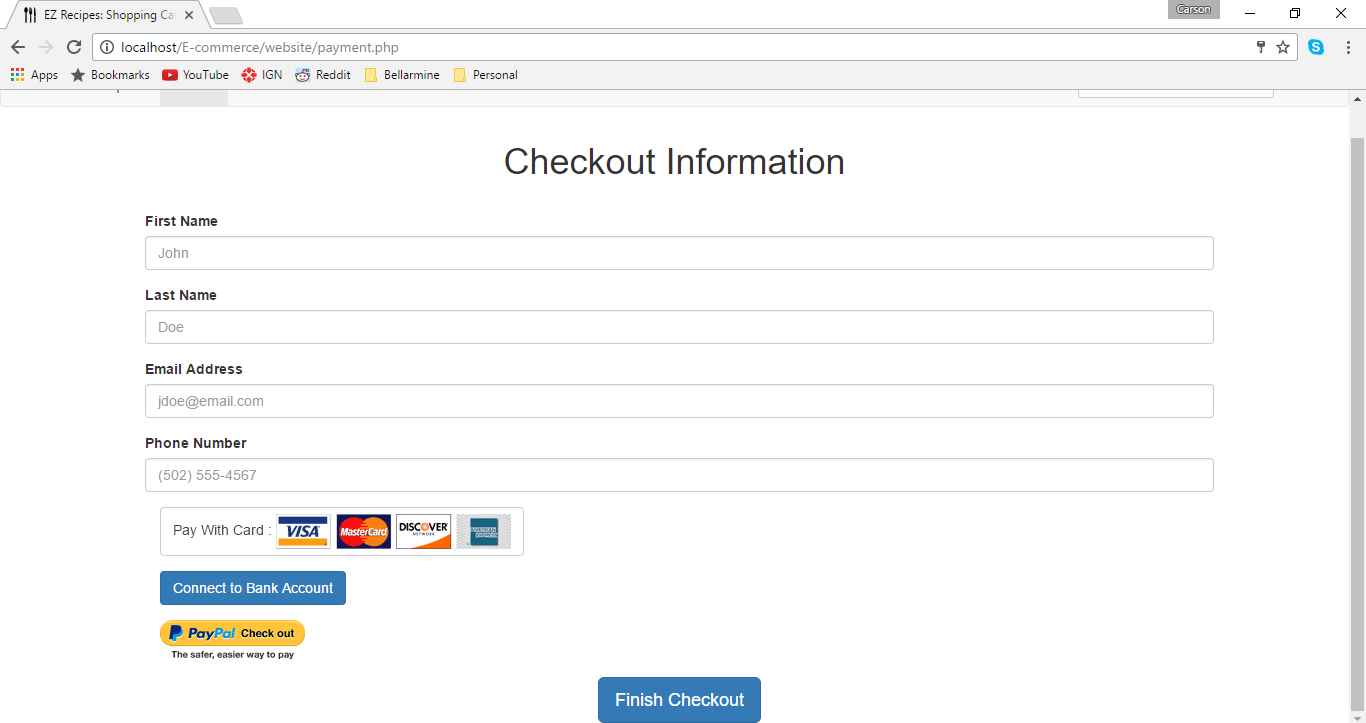 EZ Recipes: Shopping Ca
Carson
localhost/E-commerce/website/payment.php
Apps Bookmarks YouTube IGN Reddit Bellarmine Personal
Checkout Information
First Name
John
Last Name
Doe
Email Address
jdoe@email.com
Phone Number
(502) 555-4567
Pay With Card : VISA MasterCard DISCOVER NETWORK AMERICAN EXPRESS
Connect to Bank Account
PayPal Check out
The safer, easier way to pay
Finish Checkout